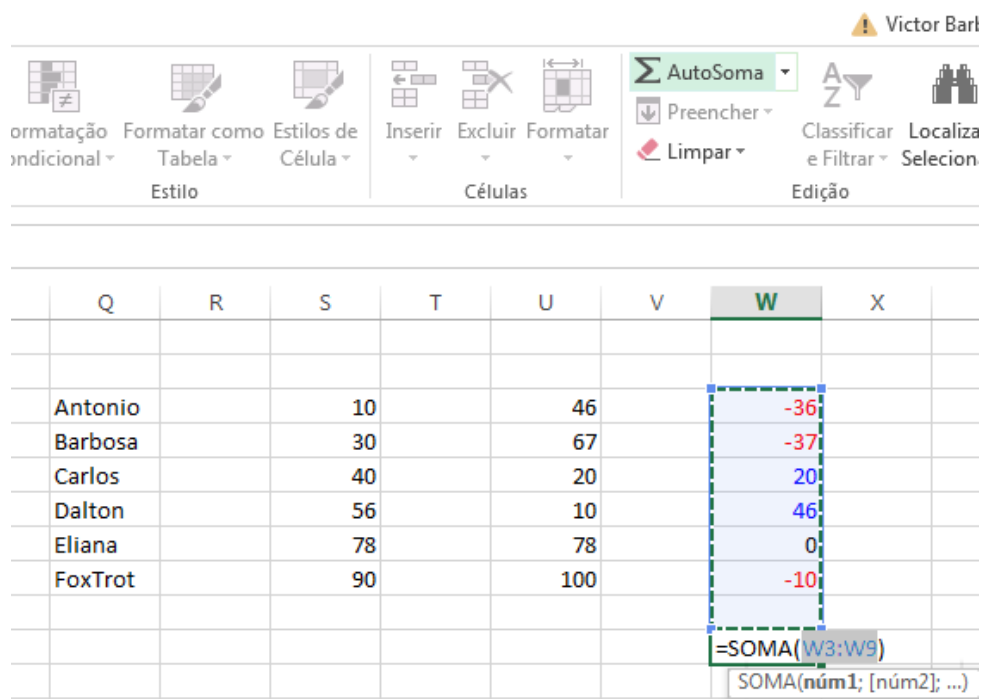 Victor Barl
AutoSoma
Preencher
Limpar
ormatação Formatar como Estilos de
ondicional Tabela Célula
Inserir Excluir Formatar
Classificar Localiza
e Filtrar Selecion
Estilo Células Edição
Q R S T U V W X
Antonio 10 46 -36
Barbosa 30 67 -37
Carlos 40 20 20
Dalton 56 10 46
Eliana 78 78 0
FoxTrot 90 100 -10
=SOMA(W3:W9)
SOMA(núm1; [núm2]; ...)